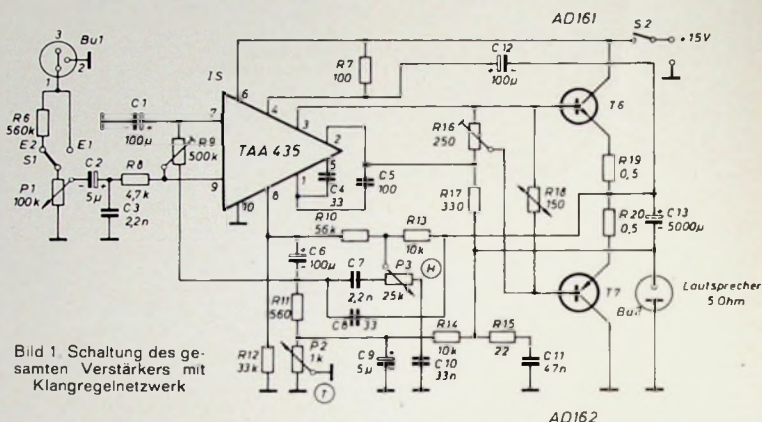 AD161
3
Bu1
2
1
S2
+15V
IS
R7
100
C12
100µ
6
4
3
T6
R6
560k
C1
100µ
7
R9
500k
TAA 435
2
R16
250
E2
E1
S1
C2
5µ
R8
4,7k
9
5
1
C4
33
C5
100
R19
0,5
P1
100k
C3
2,2n
10
8
R17
330
R18
150
R20
0,5
C13
5000µ
R10
56k
R13
10k
C6
100µ
C7
2,2n
P3
25k
H
T7
Lautsprecher
5 Ohm
R11
560
C8
33
R14
10k
R15
22
R12
33k
P2
1k
T
C9
5µ
C10
33n
C11
47n
Bild 1. Schaltung des ge-
samten Verstärkers mit
Klangregelnetzwerk
AD162